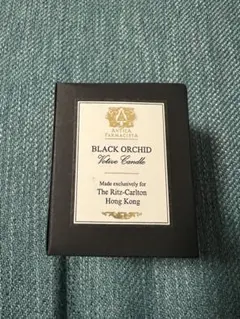 A
ANTICA
FARMACISTA
BLACK ORCHID
Votive Candle
Made exclusively for
The Ritz-Carlton
Hong Kong